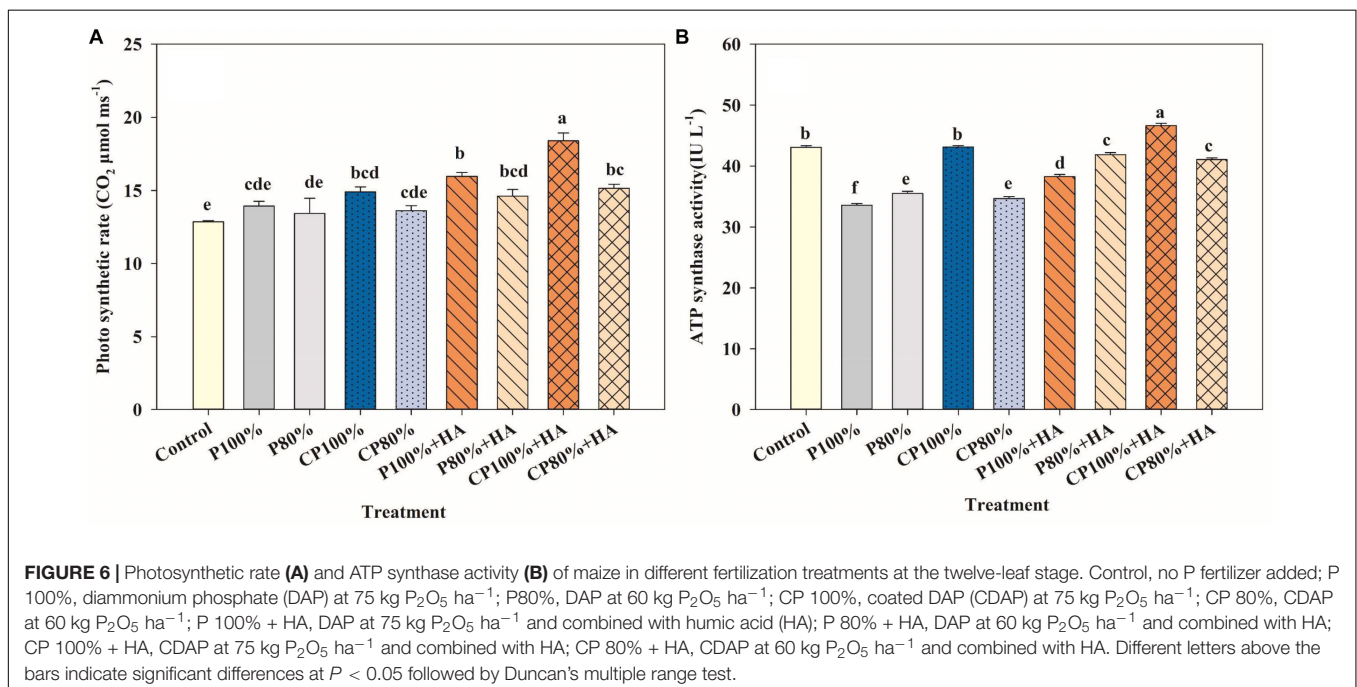 A
B
25
20
15
10
5
0
Photo synthetic rate (CO₂ µmol ms⁻¹)
e
cde
de
bcd
cde
b
bcd
a
bc
Control
P100%
P80%
CP100%
CP80%
P100%+HA
P80%+HA
CP100%+HA
CP80%+HA
Treatment
60
50
40
30
20
10
0
ATP synthase activity(IU L⁻¹)
b
f
e
b
e
d
c
a
c
Control
P100%
P80%
CP100%
CP80%
P100%+HA
P80%+HA
CP100%+HA
CP80%+HA
Treatment
FIGURE 6 | Photosynthetic rate (A) and ATP synthase activity (B) of maize in different fertilization treatments at the twelve-leaf stage. Control, no P fertilizer added; P
100%, diammonium phosphate (DAP) at 75 kg P₂O₅ ha⁻¹; P80%, DAP at 60 kg P₂O₅ ha⁻¹; CP 100%, coated DAP (CDAP) at 75 kg P₂O₅ ha⁻¹; CP 80%, CDAP
at 60 kg P₂O₅ ha⁻¹; P 100% + HA, DAP at 75 kg P₂O₅ ha⁻¹ and combined with humic acid (HA); P 80% + HA, DAP at 60 kg P₂O₅ ha⁻¹ and combined with HA;
CP 100% + HA, CDAP at 75 kg P₂O₅ ha⁻¹ and combined with HA; CP 80% + HA, CDAP at 60 kg P₂O₅ ha⁻¹ and combined with HA. Different letters above the
bars indicate significant differences at P < 0.05 followed by Duncan's multiple range test.